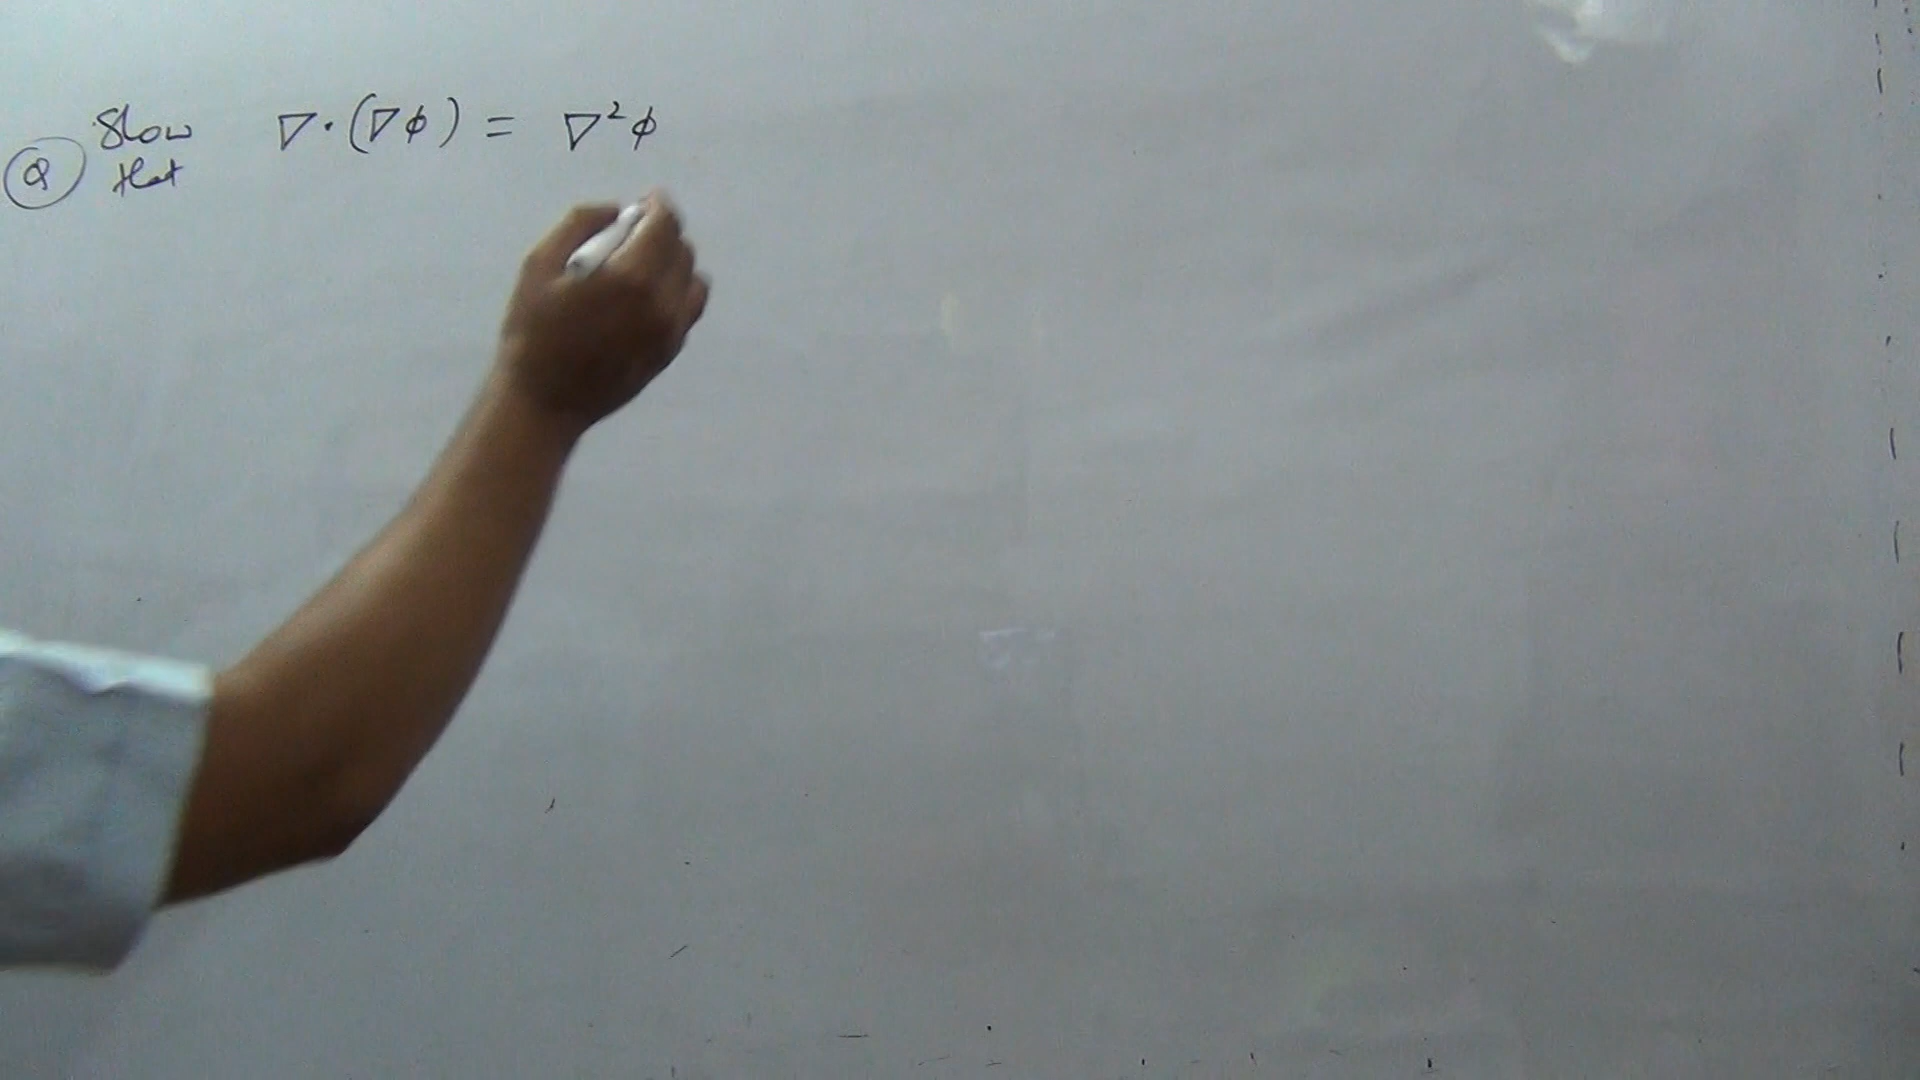 Show ∇·(∇ϕ) = ∇²ϕ
Q that